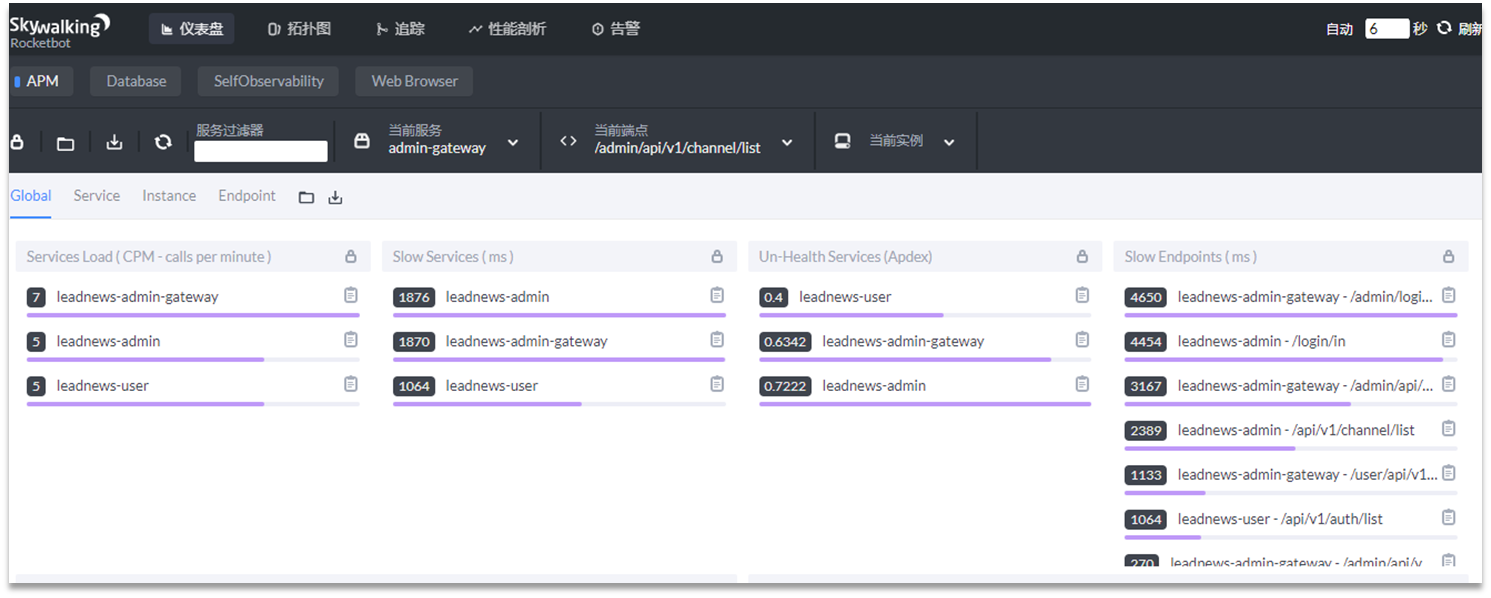 Skywalking
Rocketbot
仪表盘
拓扑图
追踪
性能剖析
告警
自动
6
秒
刷新
APM
Database
SelfObservability
Web Browser
服务过滤器
当前服务
admin-gateway
当前端点
/admin/api/v1/channel/list
当前实例
Global
Service
Instance
Endpoint
Services Load ( CPM - calls per minute )
7 leadnews-admin-gateway
5 leadnews-admin
5 leadnews-user
Slow Services ( ms )
1876 leadnews-admin
1870 leadnews-admin-gateway
1064 leadnews-user
Un-Health Services (Apdex)
0.4 leadnews-user
0.6342 leadnews-admin-gateway
0.7222 leadnews-admin
Slow Endpoints ( ms )
4650 leadnews-admin-gateway - /admin/logi...
4454 leadnews-admin - /login/in
3167 leadnews-admin-gateway - /admin/api/...
2389 leadnews-admin - /api/v1/channel/list
1133 leadnews-admin-gateway - /user/api/v1...
1064 leadnews-user - /api/v1/auth/list
270 leadnews-admin-gateway - /admin/api/v